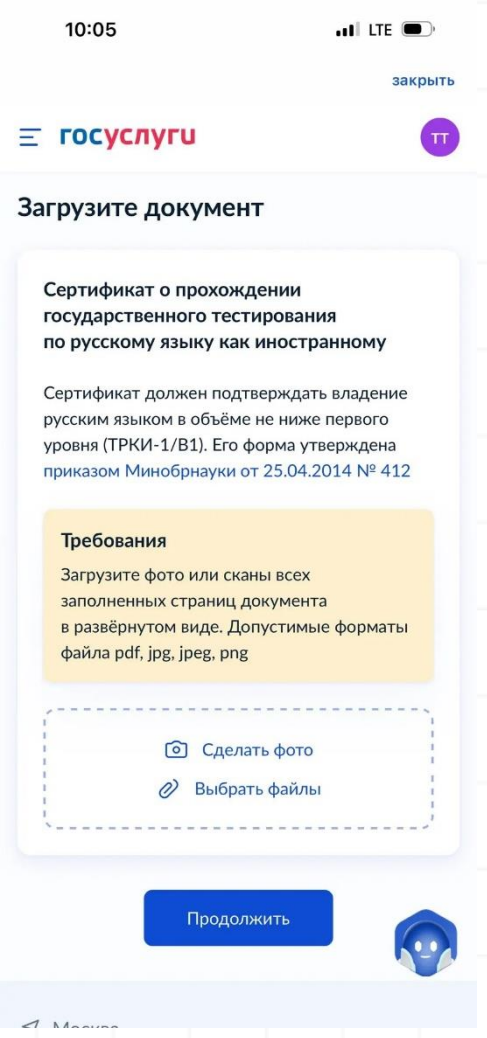 10:05
LTE
закрыть
госуслуги
ТТ
Загрузите документ
Сертификат о прохождении
государственного тестирования
по русскому языку как иностранному
Сертификат должен подтверждать владение
русским языком в объёме не ниже первого
уровня (ТРКИ-1/В1). Его форма утверждена
приказом Минобрнауки от 25.04.2014 № 412
Требования
Загрузите фото или сканы всех
заполненных страниц документа
в развёрнутом виде. Допустимые форматы
файла pdf, jpg, jpeg, png
Сделать фото
Выбрать файлы
Продолжить
Москва